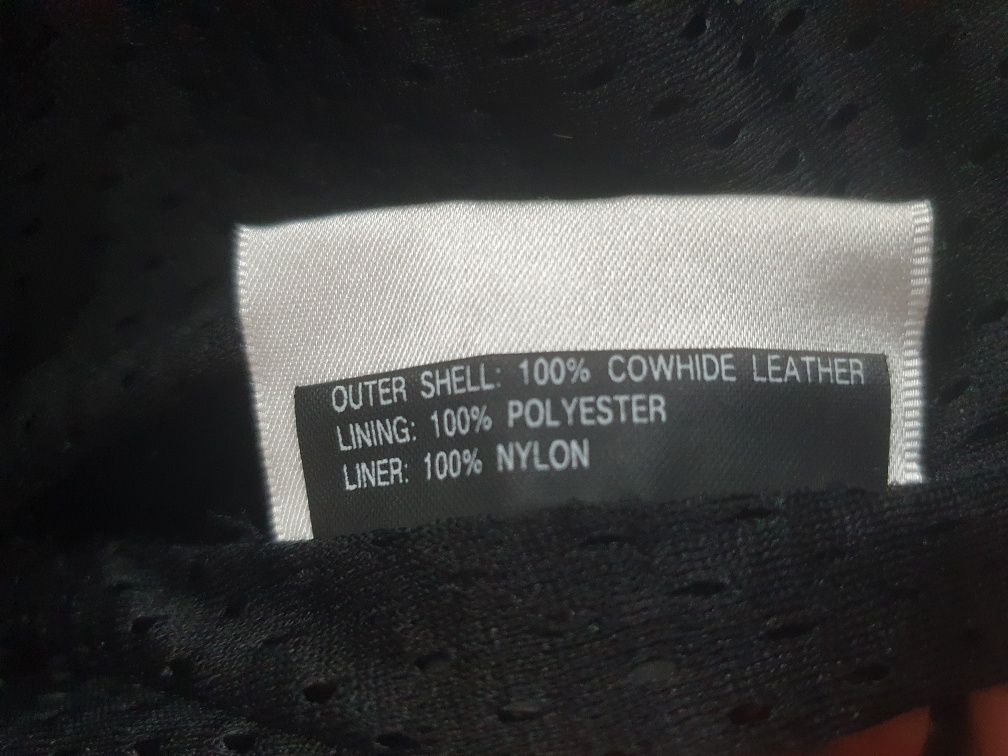 OUTER SHELL: 100% COWHIDE LEATHER
LINING: 100% POLYESTER
LINER: 100% NYLON